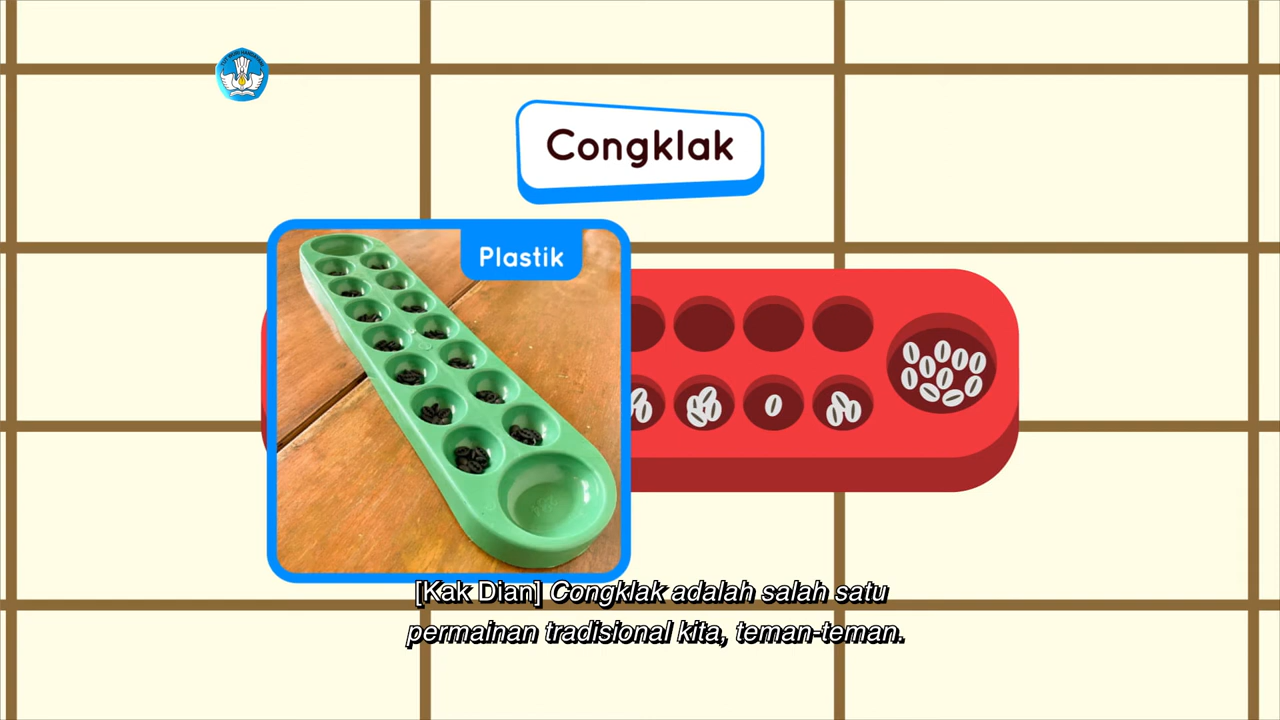 Congklak
Plastik
[Kak Dian] Congklak adalah salah satu
permainan tradisional kita, teman-teman.